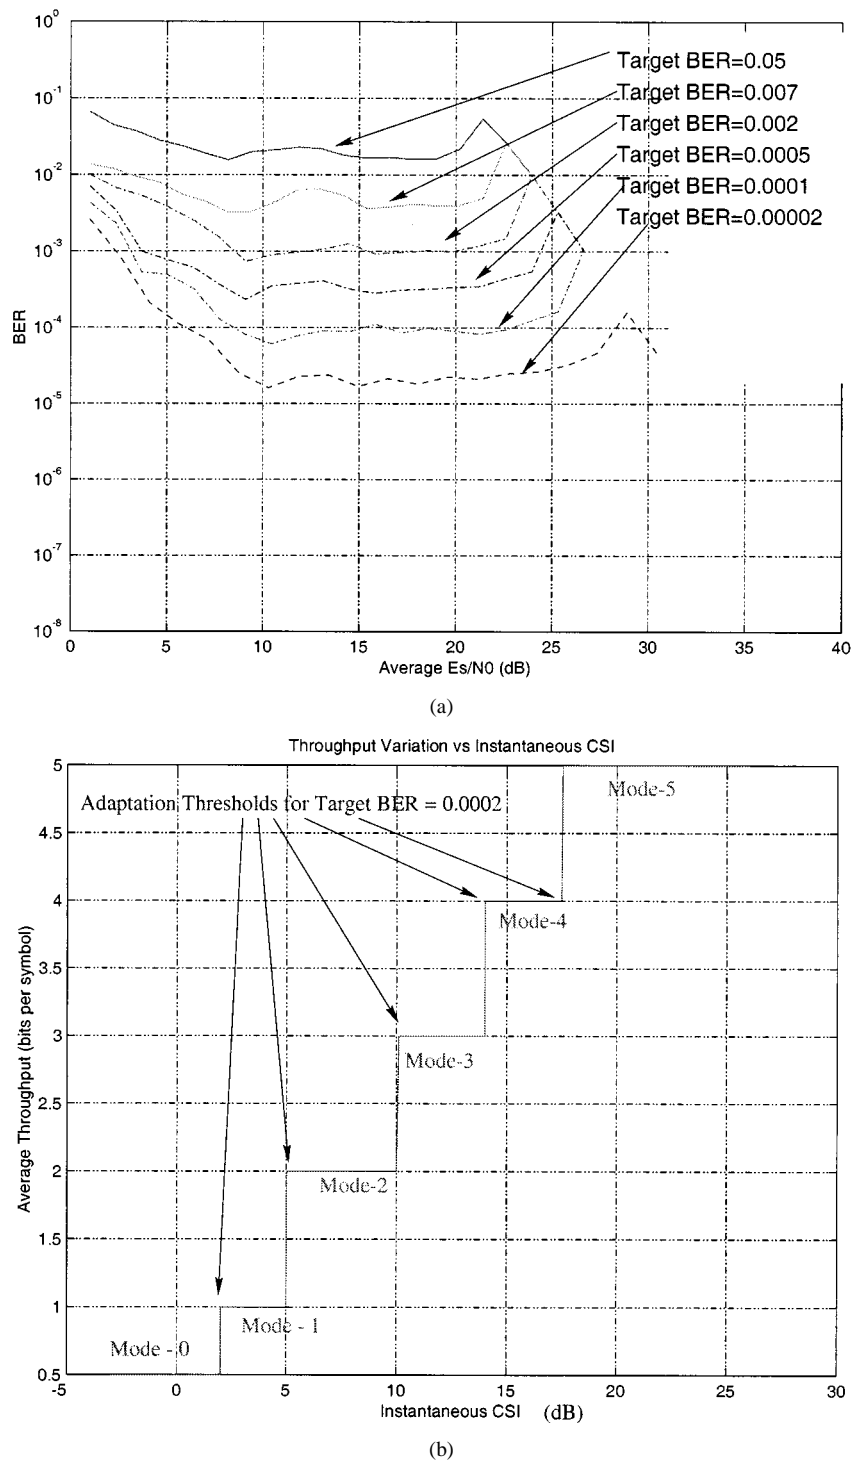 10^0
10^-1
10^-2
10^-3
10^-4
10^-5
10^-6
10^-7
10^-8
BER
Target BER=0.05
Target BER=0.007
Target BER=0.002
Target BER=0.0005
Target BER=0.0001
Target BER=0.00002
0 5 10 15 20 25 30 35 40
Average Es/N0 (dB)
(a)
Throughput Variation vs Instantaneous CSI
5
4.5
4
3.5
3
2.5
2
1.5
1
0.5
Average Throughput (bits per symbol)
Adaptation Thresholds for Target BER = 0.0002
Mode-5
Mode-4
Mode-3
Mode-2
Mode - 1
Mode - 0
-5 0 5 10 15 20 25 30
Instantaneous CSI (dB)
(b)